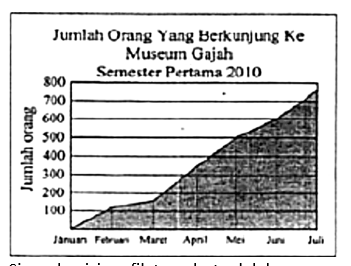 Jumlah Orang Yang Berkunjung Ke
Museum Gajah
Semester Pertama 2010
Jumlah orang
800
700
600
500
400
300
200
100
Januari Februari Maret April Mei Juni Juli